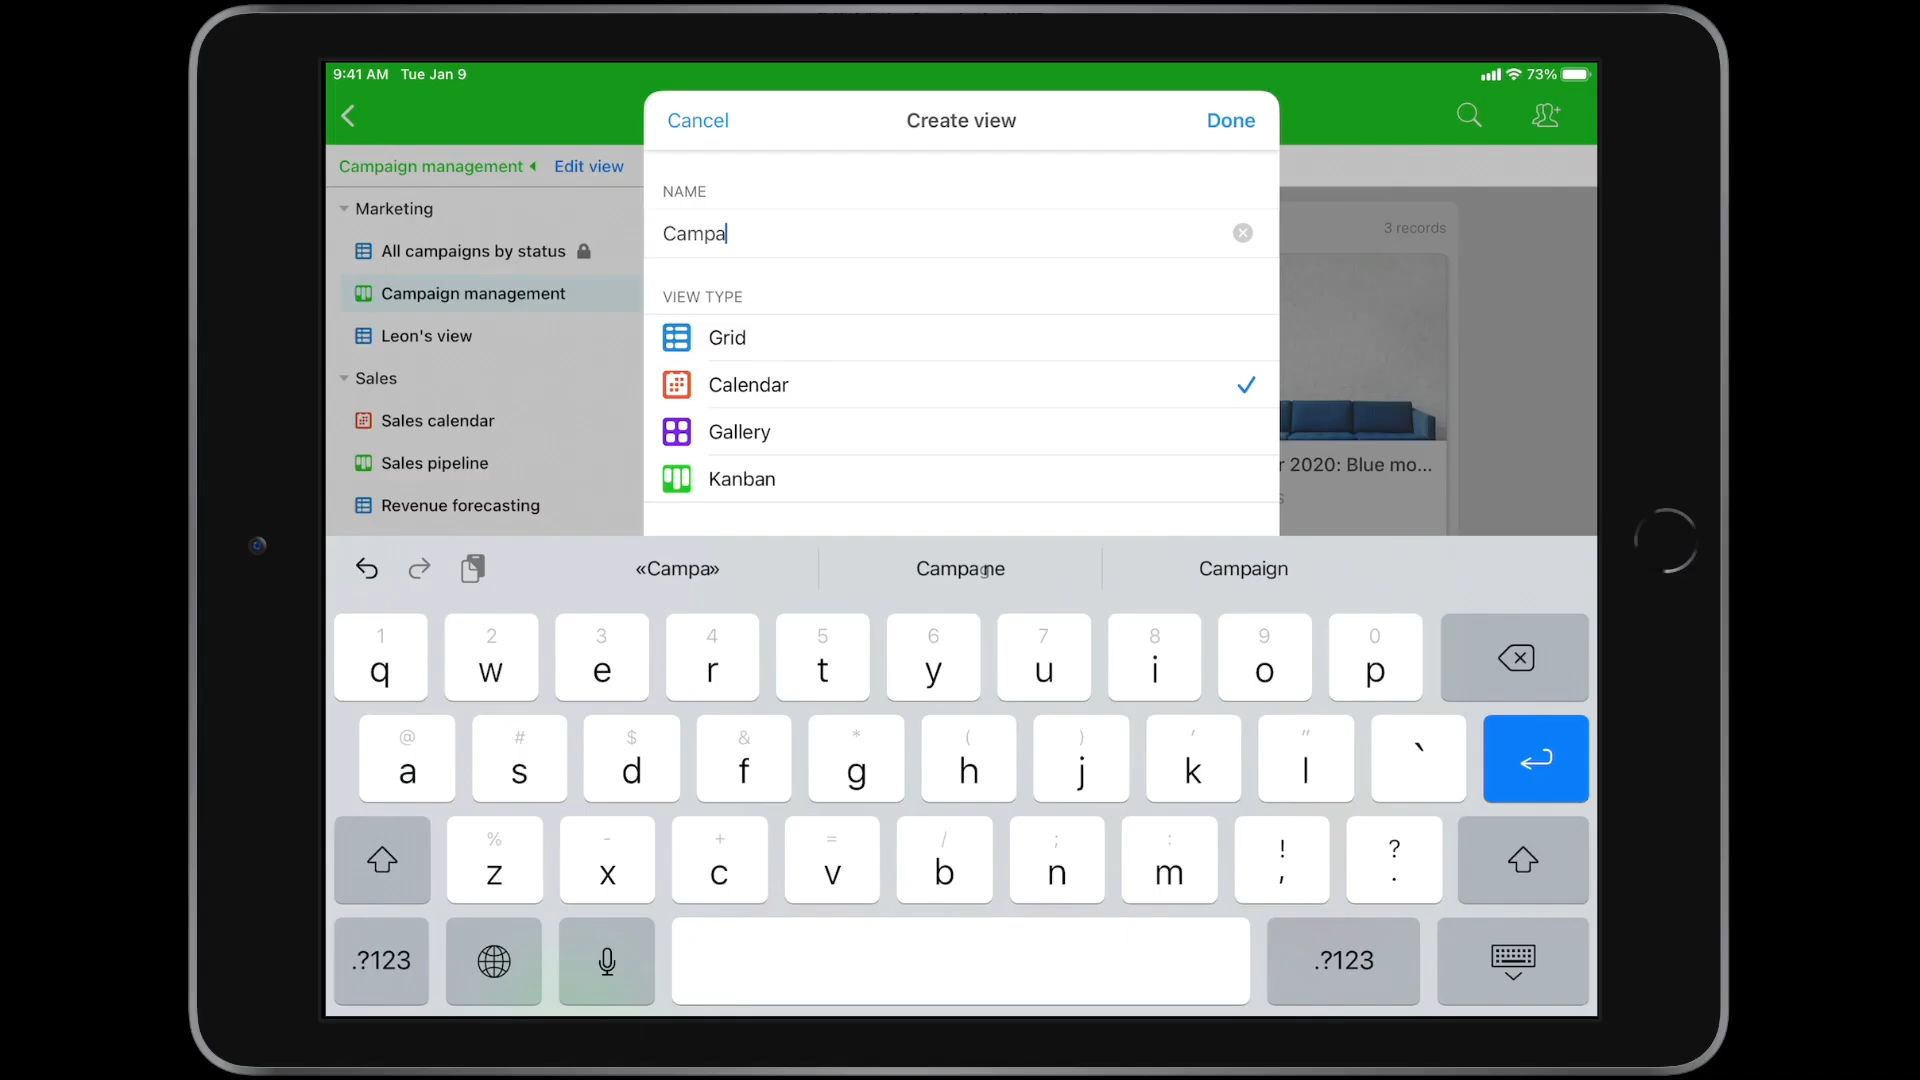 9:41 AM Tue Jan 9
73%
Cancel
Create view
Done
Campaign management
Edit view
NAME
Campa
3 records
VIEW TYPE
Grid
Calendar
Gallery
Kanban
Marketing
All campaigns by status
Campaign management
Leon's view
Sales
Sales calendar
Sales pipeline
Revenue forecasting
r 2020: Blue mo...
s
«Campa»
Campagne
Campaign
1 2 3 4 5 6 7 8 9 0
q w e r t y u i o p
@ # $ & * ( ) ' "
a s d f g h j k l `
% - + = / ; : ! ?
z x c v b n m , .
.?123
.?123